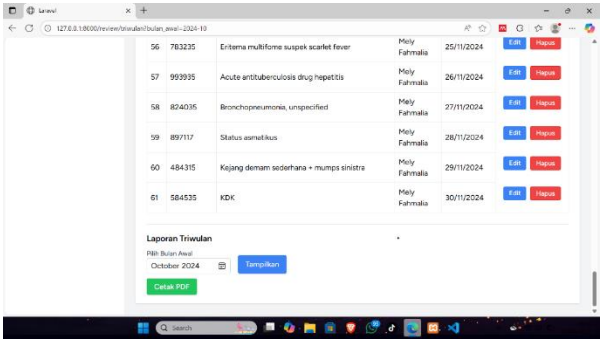 Laravel
127.0.0.1:8000/review/triwulan?bulan_awal=2024-10
56 783235 Eritema multifome suspek scarlet fever Mely Fahmalia 25/11/2024 Edit Hapus
57 993935 Acute antituberculosis drug hepatitis Mely Fahmalia 26/11/2024 Edit Hapus
58 824035 Bronchopneumonia, unspecified Mely Fahmalia 27/11/2024 Edit Hapus
59 897117 Status asmatikus Mely Fahmalia 28/11/2024 Edit Hapus
60 484315 Kejang demam sederhana + mumps sinistra Mely Fahmalia 29/11/2024 Edit Hapus
61 584535 KDK Mely Fahmalia 30/11/2024 Edit Hapus
Laporan Triwulan
Pilih Bulan Awal
October 2024 Tampilkan
Cetak PDF
Search